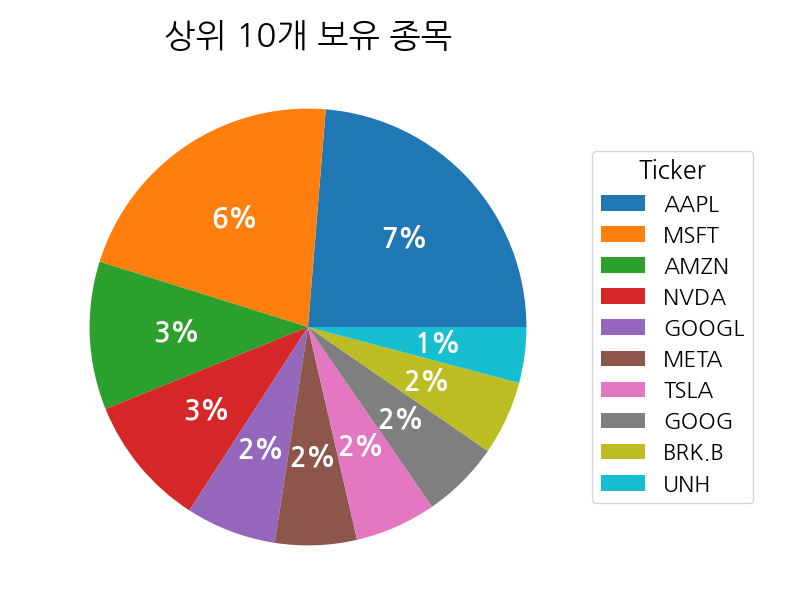 상위 10개 보유 종목
7%
6%
3%
3%
2%
2%
2%
2%
2%
1%
Ticker
AAPL
MSFT
AMZN
NVDA
GOOGL
META
TSLA
GOOG
BRK.B
UNH